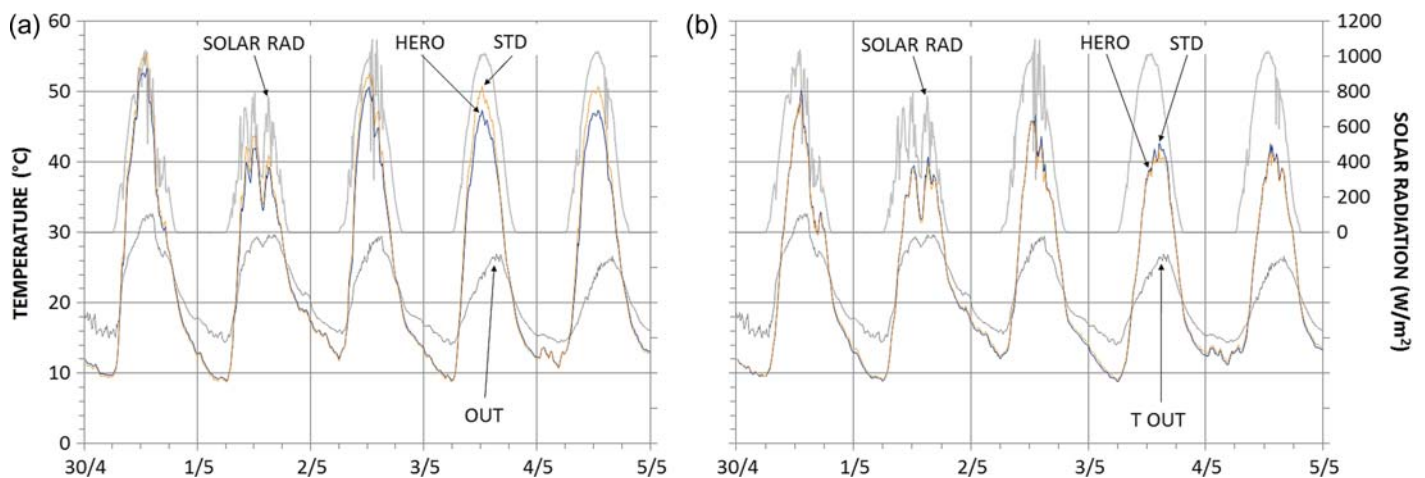 (a)
TEMPERATURE (°C)
60
50
40
30
20
10
0
SOLAR RAD
HERO
STD
OUT
30/4 1/5 2/5 3/5 4/5 5/5
(b)
SOLAR RAD
HERO
STD
T OUT
30/4 1/5 2/5 3/5 4/5 5/5
1200
1000
800
600
400
200
0
SOLAR RADIATION (W/m²)